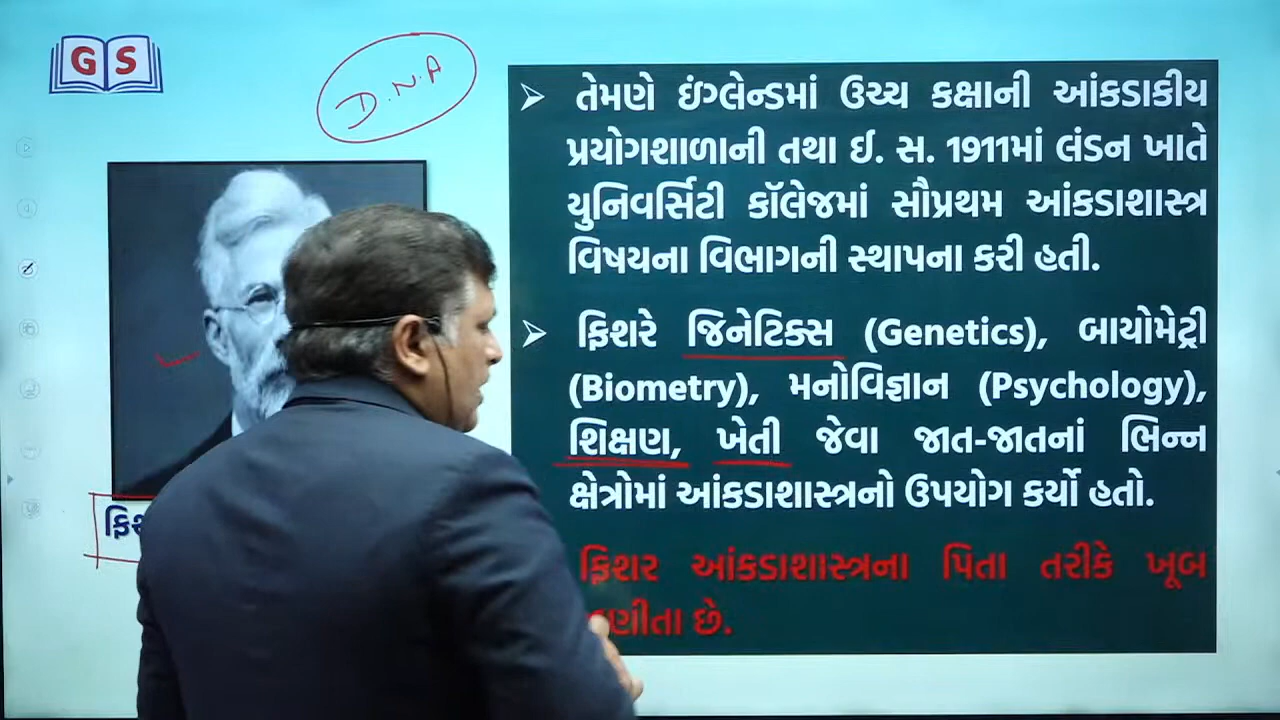 GS
D.N.A
તેમણે ઇંગ્લેન્ડમાં ઉચ્ચ કક્ષાની આંકડાકીય
પ્રયોગશાળાની તથા ઈ. સ. 1911માં લંડન ખાતે
યુનિવર્સિટી કૉલેજમાં સૌપ્રથમ આંકડાશાસ્ત્ર
વિષયના વિભાગની સ્થાપના કરી હતી.
ફિશરે જિનેટિક્સ (Genetics), બાયોમેટ્રી
(Biometry), મનોવિજ્ઞાન (Psychology),
શિક્ષણ, ખેતી જેવા જાત-જાતનાં ભિન્ન
ક્ષેત્રોમાં આંકડાશાસ્ત્રનો ઉપયોગ કર્યો હતો.
ફિશર આંકડાશાસ્ત્રના પિતા તરીકે ખૂબ
છે.